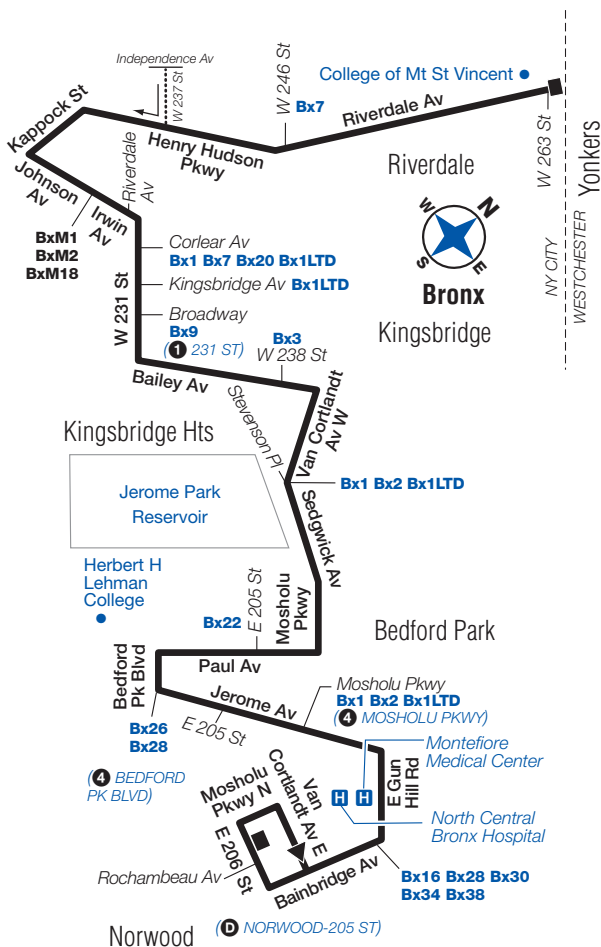 Independence Av
W 237 St
W 246 St
Bx7
College of Mt St Vincent
Riverdale Av
W 263 St
Yonkers
NY CITY
WESTCHESTER
Kappock St
Henry Hudson
Pkwy
Riverdale
Johnson
Av
Irwin
Av
Riverdale
Av
BxM1
BxM2
BxM18
W
N
S
E
Bronx
Kingsbridge
W 231 St
Corlear Av
Bx1 Bx7 Bx20 Bx1LTD
Kingsbridge Av Bx1LTD
Broadway
Bx9
(1 231 ST)
Bx3
W 238 St
Bailey Av
Van Cortlandt
Av W
Stevenson Pl
Kingsbridge Hts
Jerome Park
Reservoir
Bx1 Bx2 Bx1LTD
Sedgwick Av
Herbert H
Lehman
College
Bx22
E 205 St
Mosholu
Pkwy
Bedford Park
Bedford
Pk Blvd
Paul Av
Jerome Av
Mosholu Pkwy
Bx1 Bx2 Bx1LTD
(4 MOSHOLU PKWY)
Bx26
Bx28
E 205 St
(4 BEDFORD
PK BLVD)
Montefiore
Medical Center
E Gun
Hill Rd
H H
North Central
Bronx Hospital
Mosholu
Pkwy N
Van
Cortlandt Av E
E 206 St
Rochambeau Av
Bainbridge Av
Bx16 Bx28 Bx30
Bx34 Bx38
Norwood
(D NORWOOD-205 ST)